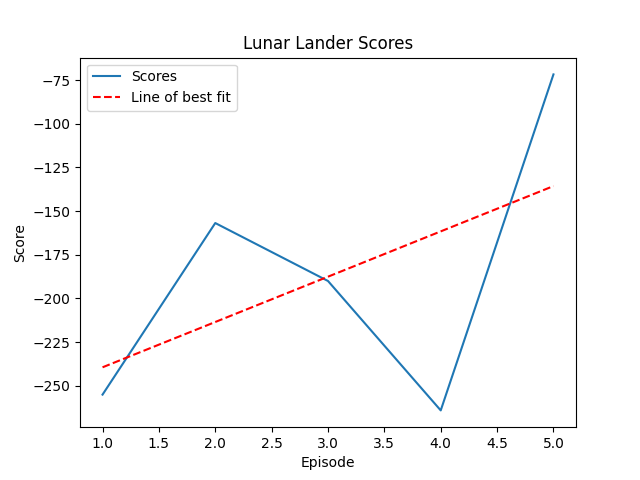 Lunar Lander Scores
Scores
Line of best fit
−75
−100
−125
−150
−175
−200
−225
−250
Score
1.0 1.5 2.0 2.5 3.0 3.5 4.0 4.5 5.0
Episode